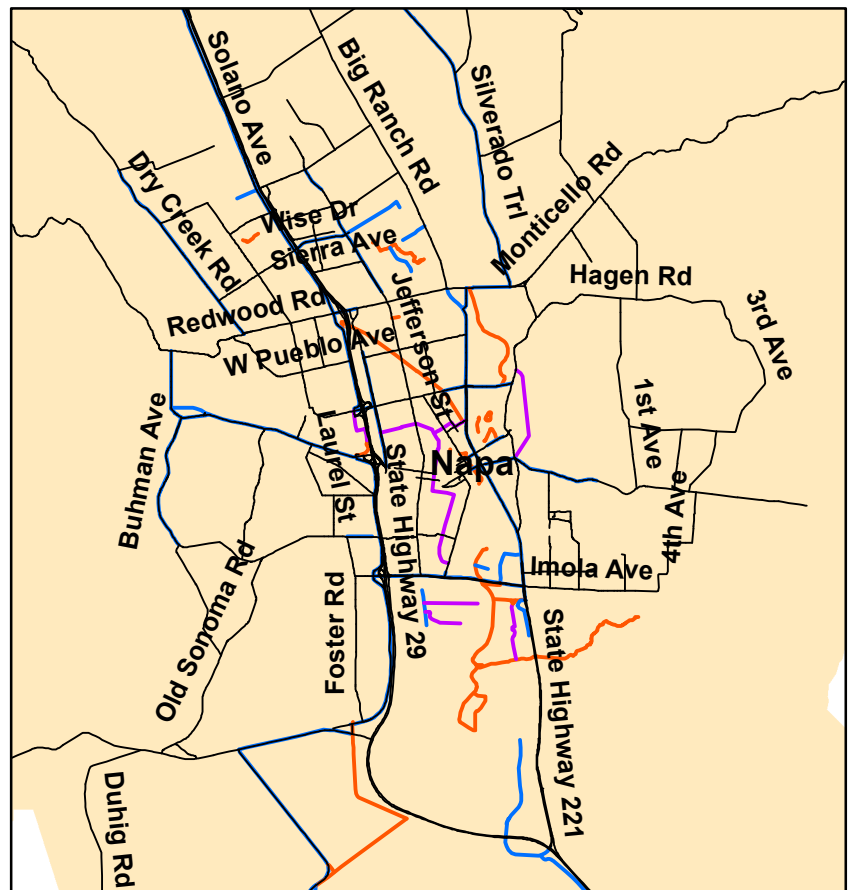 Solano Ave
Big Ranch Rd
Silverado Trl
Dry Creek Rd
Wise Dr
Sierra Ave
Monticello Rd
Hagen Rd
Redwood Rd
Jefferson St
3rd Ave
W Pueblo Ave
1st Ave
Buhman Ave
Laurel St
State Highway 29
Napa
4th Ave
Imola Ave
Old Sonoma Rd
Foster Rd
State Highway 221
Duhig Rd